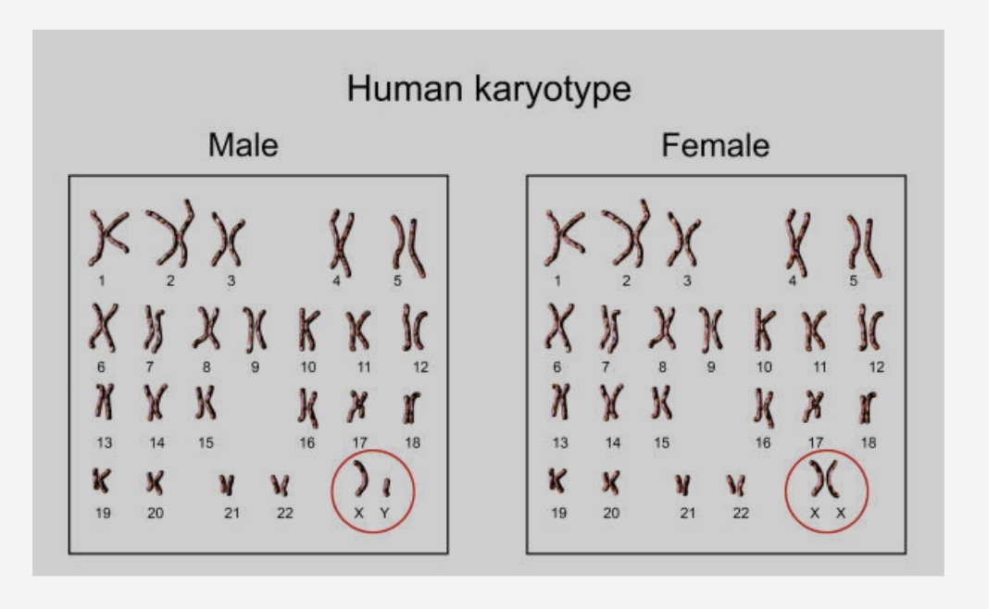 Human karyotype
Male
Female
1 2 3 4 5
6 7 8 9 10 11 12
13 14 15 16 17 18
19 20 21 22 X Y
1 2 3 4 5
6 7 8 9 10 11 12
13 14 15 16 17 18
19 20 21 22 X X